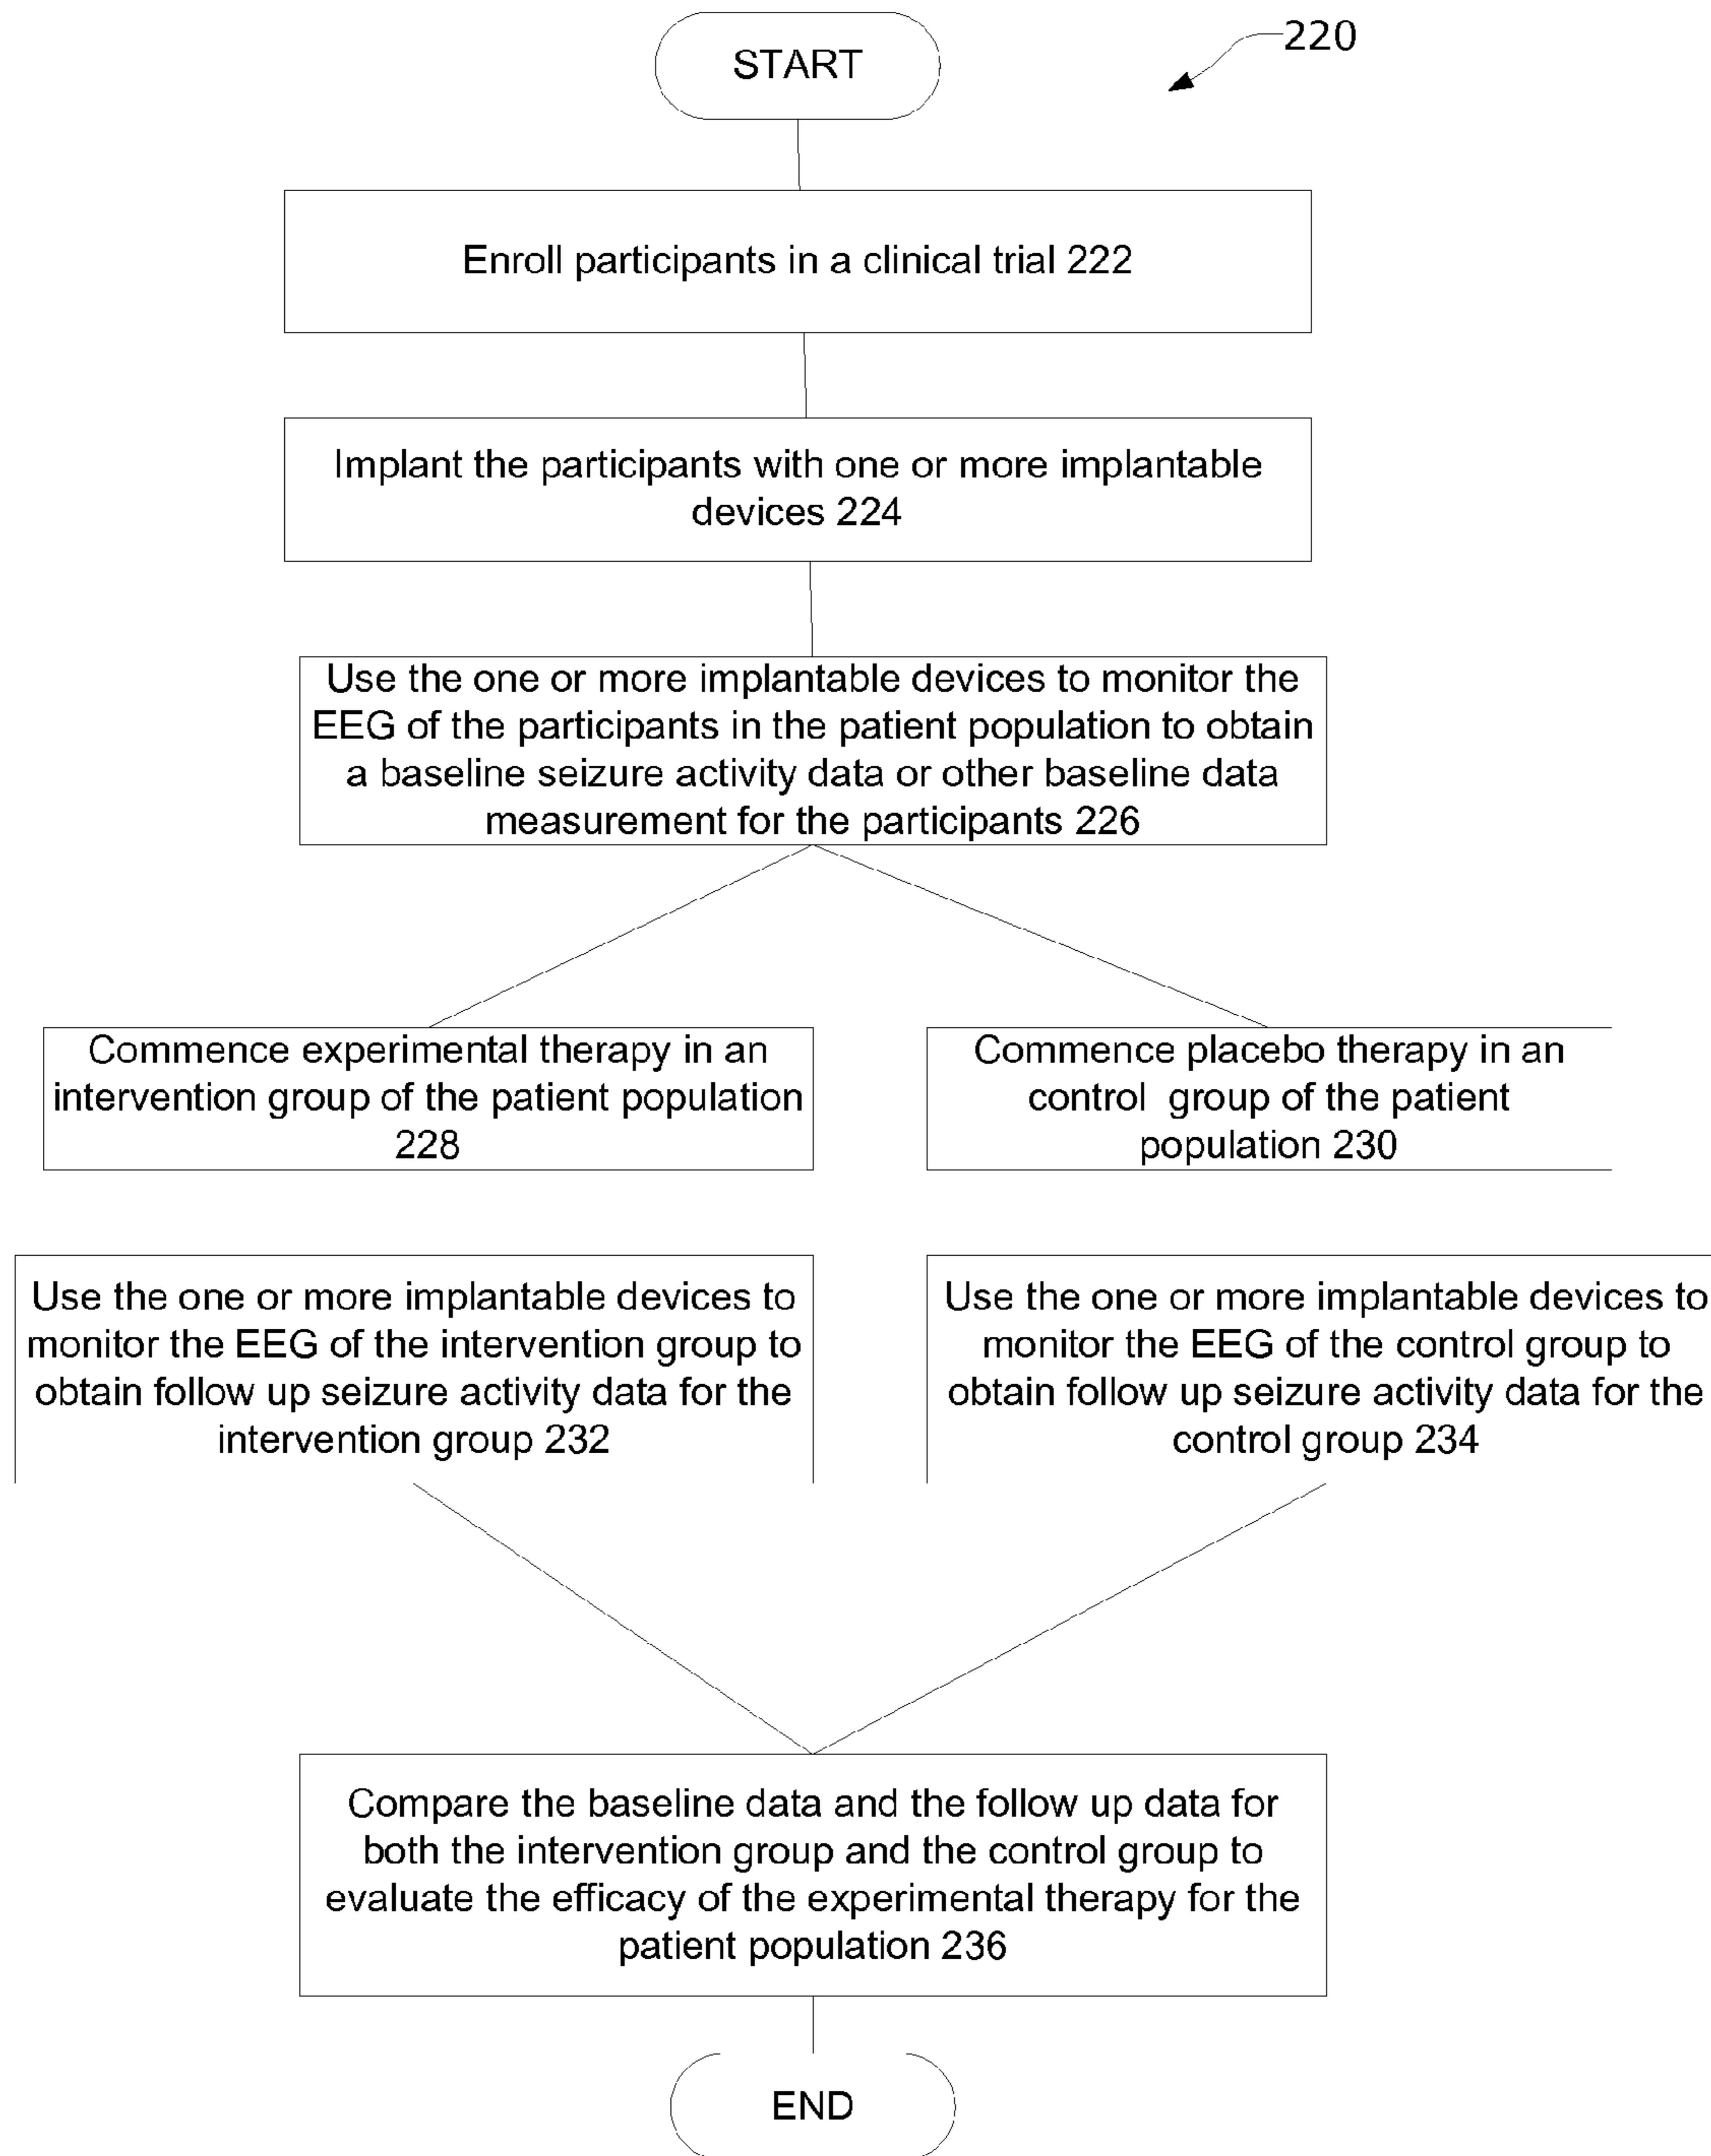 START
220
Enroll participants in a clinical trial 222
Implant the participants with one or more implantable
devices 224
Use the one or more implantable devices to monitor the
EEG of the participants in the patient population to obtain
a baseline seizure activity data or other baseline data
measurement for the participants 226
Commence experimental therapy in an
intervention group of the patient population
228
Commence placebo therapy in an
control group of the patient
population 230
Use the one or more implantable devices to
monitor the EEG of the intervention group to
obtain follow up seizure activity data for the
intervention group 232
Use the one or more implantable devices to
monitor the EEG of the control group to
obtain follow up seizure activity data for the
control group 234
Compare the baseline data and the follow up data for
both the intervention group and the control group to
evaluate the efficacy of the experimental therapy for the
patient population 236
END